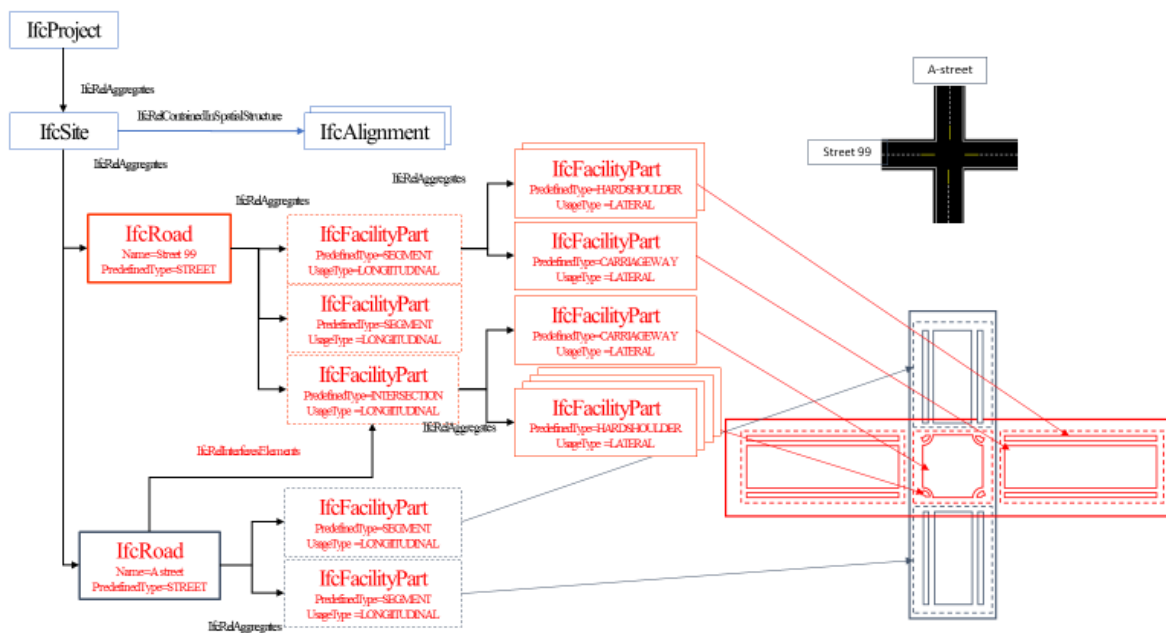 IfcProject
IfcRelAggregates
A-street
IfcSite
IfcRelContainedInSpatialStructure
IfcAlignment
IfcRelAggregates
Street 99
IfcRelAggregates
IfcRelAggregates
IfcFacilityPart
PredefinedType=HARDSHOULDER
UsageType =LATERAL
IfcRoad
Name=Street 99
PredefinedType=STREET
IfcFacilityPart
PredefinedType=SEGMENT
UsageType=LONGITUDINAL
IfcFacilityPart
PredefinedType=CARRIAGEWAY
UsageType =LATERAL
IfcFacilityPart
PredefinedType=SEGMENT
UsageType =LONGITUDINAL
IfcFacilityPart
PredefinedType=CARRIAGEWAY
UsageType =LATERAL
IfcFacilityPart
PredefinedType=INTERSECTION
UsageType =LONGITUDINAL
IfcRelAggregates
IfcFacilityPart
PredefinedType=HARDSHOULDER
UsageType =LATERAL
IfcRelInterferesElements
IfcFacilityPart
PredefinedType=SEGMENT
UsageType =LONGITUDINAL
IfcRoad
Name=A street
PredefinedType=STREET
IfcFacilityPart
PredefinedType=SEGMENT
UsageType =LONGITUDINAL
IfcRelAggregates